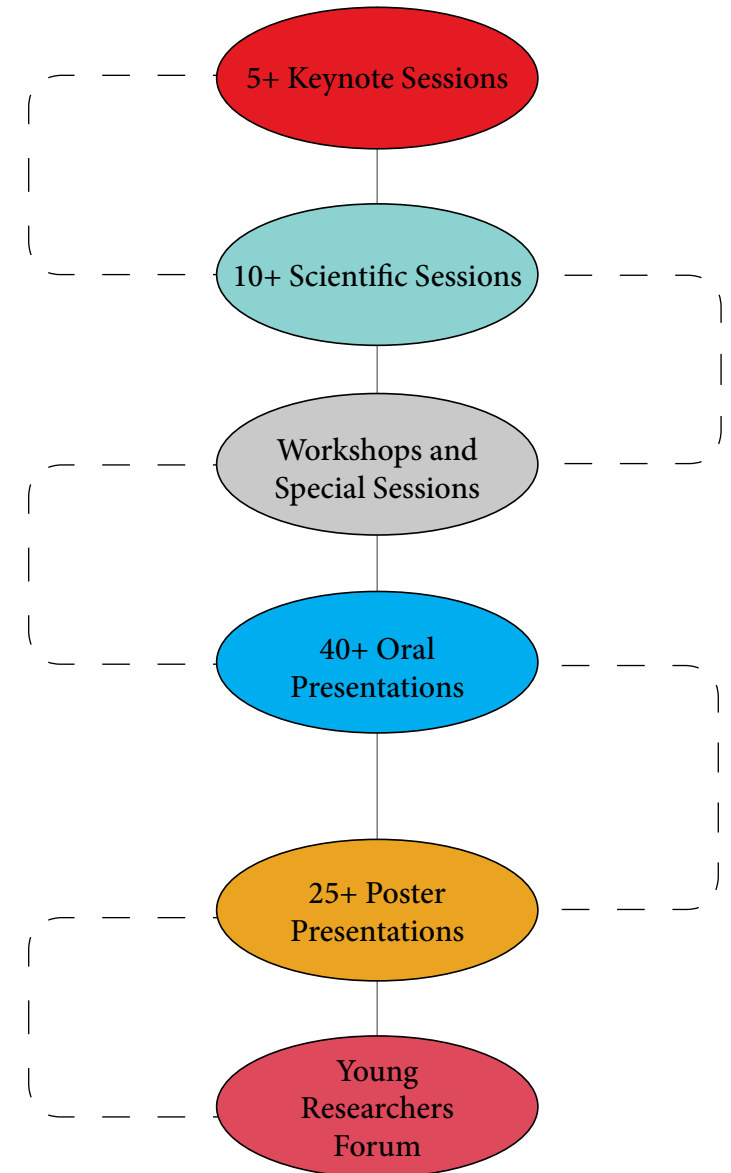 5+ Keynote Sessions
10+ Scientific Sessions
Workshops and
Special Sessions
40+ Oral
Presentations
25+ Poster
Presentations
Young
Researchers
Forum